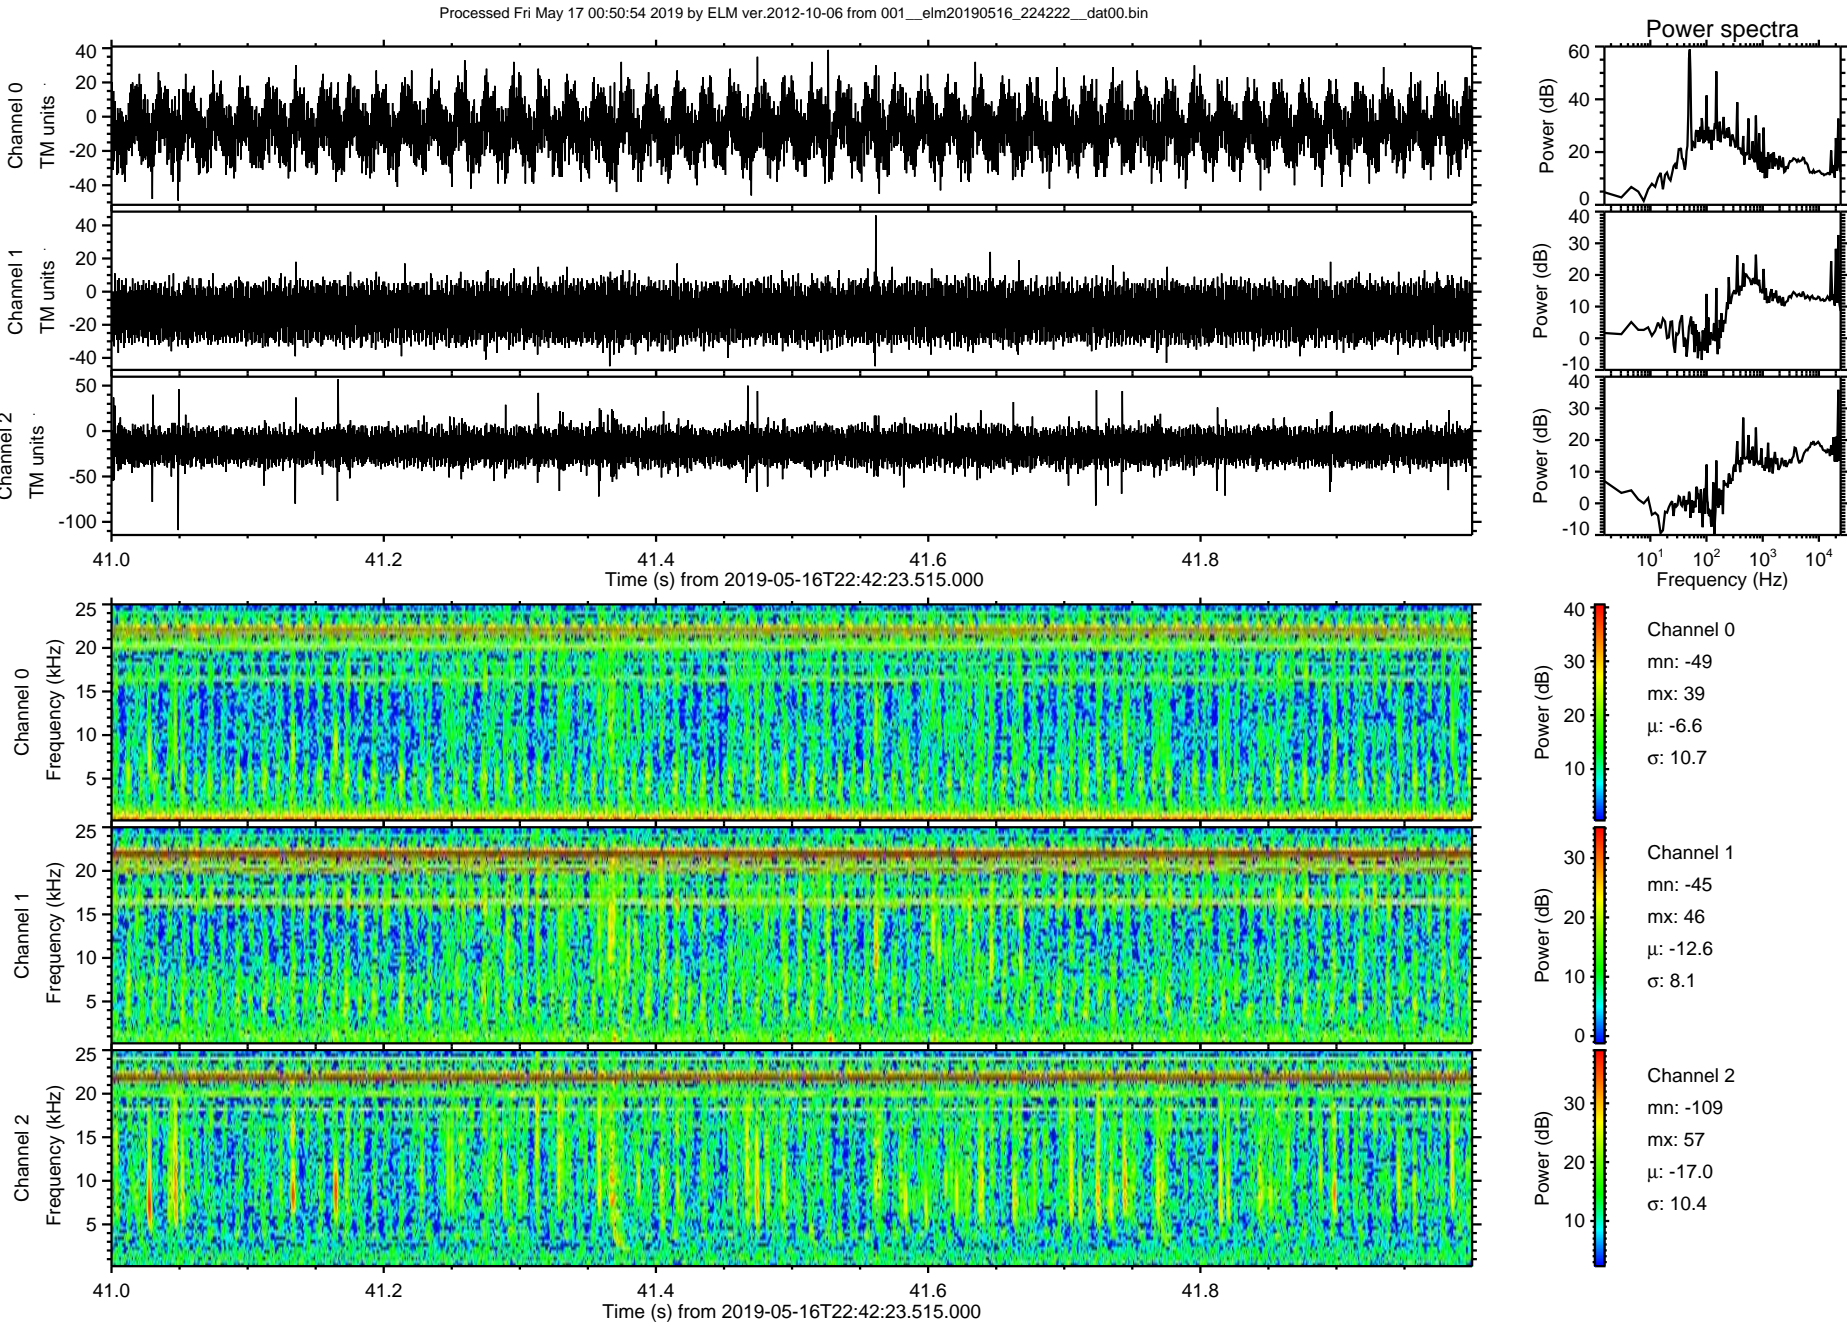 Processed Fri May 17 00:50:54 2019 by ELM ver.2012-10-06 from 001__elm20190516_224222__dat00.bin
Power spectra
Channel 0
TM units
40
20
0
-20
-40
Power (dB)
60
40
20
0
Channel 1
TM units
40
20
0
-20
-40
Power (dB)
40
30
20
10
0
-10
Channel 2
TM units
50
0
-50
-100
Power (dB)
40
30
20
10
0
-10
41.0 41.2 41.4 41.6 41.8
Time (s) from 2019-05-16T22:42:23.515.000
10^1 10^2 10^3 10^4
Frequency (Hz)
Channel 0
Frequency (kHz)
25
20
15
10
5
Power (dB)
40
30
20
10
Channel 0
mn: -49
mx: 39
μ: -6.6
σ: 10.7
Channel 1
Frequency (kHz)
25
20
15
10
5
Power (dB)
30
20
10
0
Channel 1
mn: -45
mx: 46
μ: -12.6
σ: 8.1
Channel 2
Frequency (kHz)
25
20
15
10
5
Power (dB)
30
20
10
Channel 2
mn: -109
mx: 57
μ: -17.0
σ: 10.4
41.0 41.2 41.4 41.6 41.8
Time (s) from 2019-05-16T22:42:23.515.000